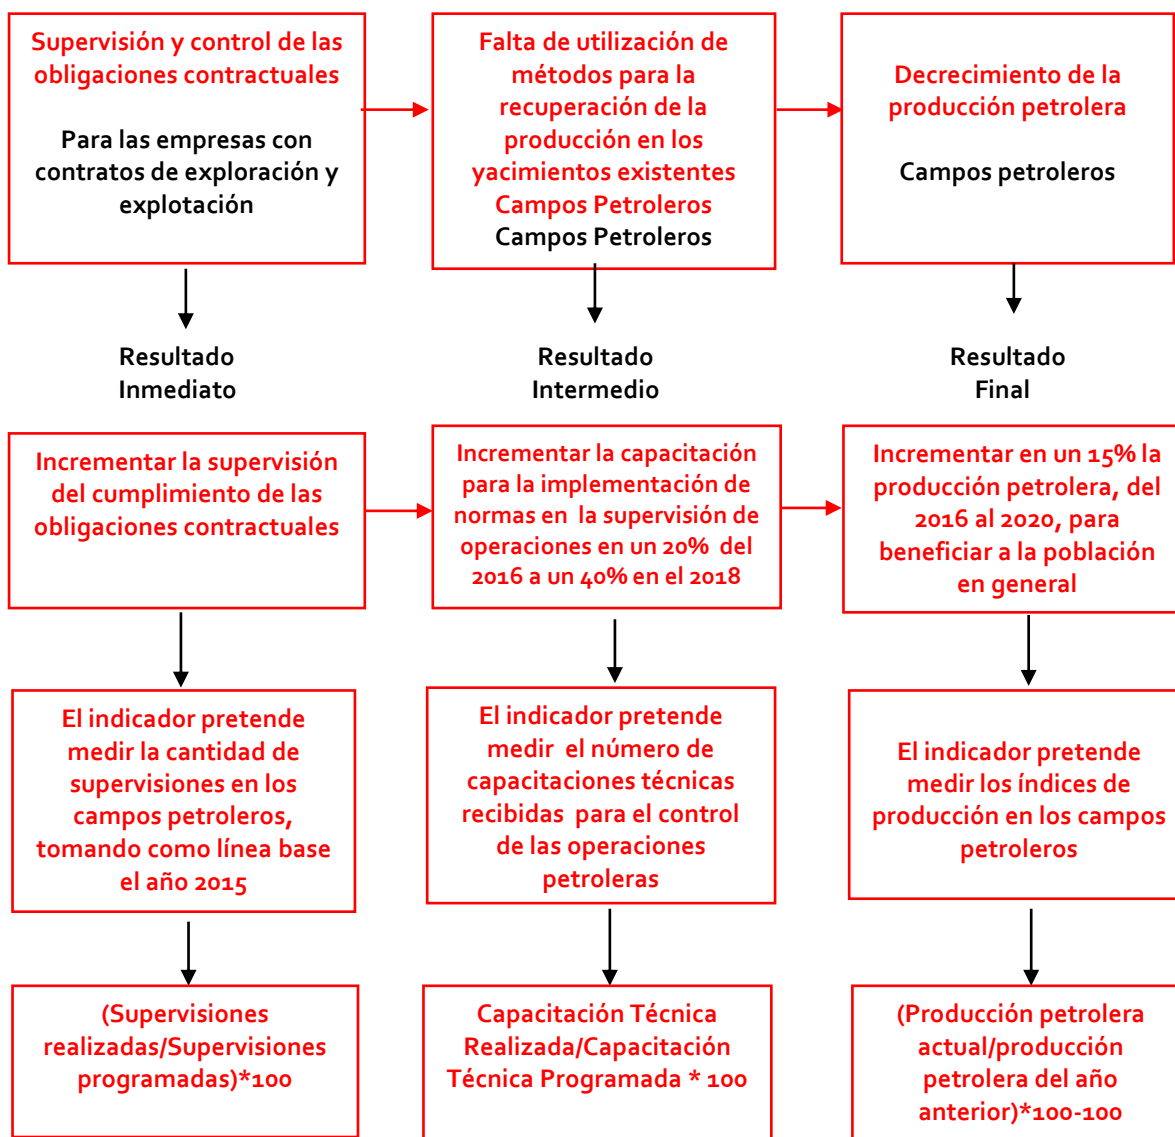 Supervisión y control de las
obligaciones contractuales
Para las empresas con
contratos de exploración y
explotación
Falta de utilización de
métodos para la
recuperación de la
producción en los
yacimientos existentes
Campos Petroleros
Campos Petroleros
Decrecimiento de la
producción petrolera
Campos petroleros
Resultado
Inmediato
Resultado
Intermedio
Resultado
Final
Incrementar la supervisión
del cumplimiento de las
obligaciones contractuales
Incrementar la capacitación
para la implementación de
normas en la supervisión de
operaciones en un 20% del
2016 a un 40% en el 2018
Incrementar en un 15% la
producción petrolera, del
2016 al 2020, para
beneficiar a la población
en general
El indicador pretende
medir la cantidad de
supervisiones en los
campos petroleros,
tomando como línea base
el año 2015
El indicador pretende
medir el número de
capacitaciones técnicas
recibidas para el control
de las operaciones
petroleras
El indicador pretende
medir los índices de
producción en los campos
petroleros
(Supervisiones
realizadas/Supervisiones
programadas)*100
Capacitación Técnica
Realizada/Capacitación
Técnica Programada * 100
(Producción petrolera
actual/producción
petrolera del año
anterior)*100-100